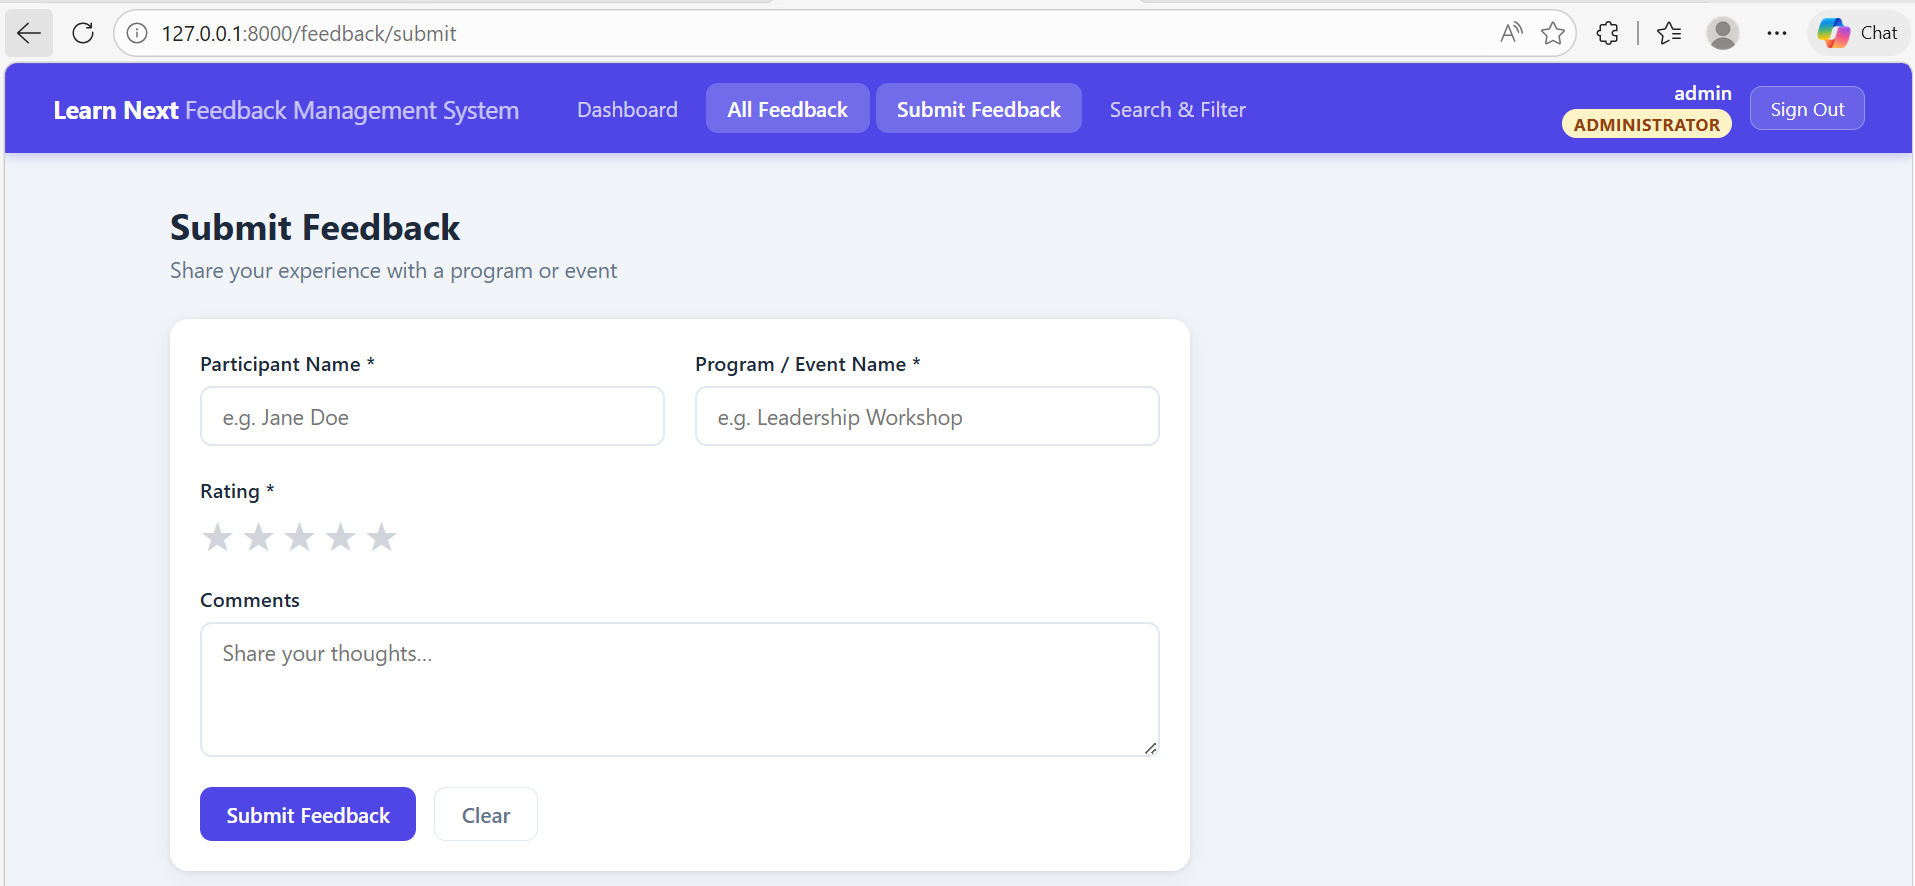 127.0.0.1:8000/feedback/submit
Chat
Learn Next Feedback Management System
Dashboard
All Feedback
Submit Feedback
Search & Filter
admin
ADMINISTRATOR
Sign Out
Submit Feedback
Share your experience with a program or event
Participant Name *
Program / Event Name *
e.g. Jane Doe
e.g. Leadership Workshop
Rating *
Comments
Share your thoughts...
Submit Feedback
Clear